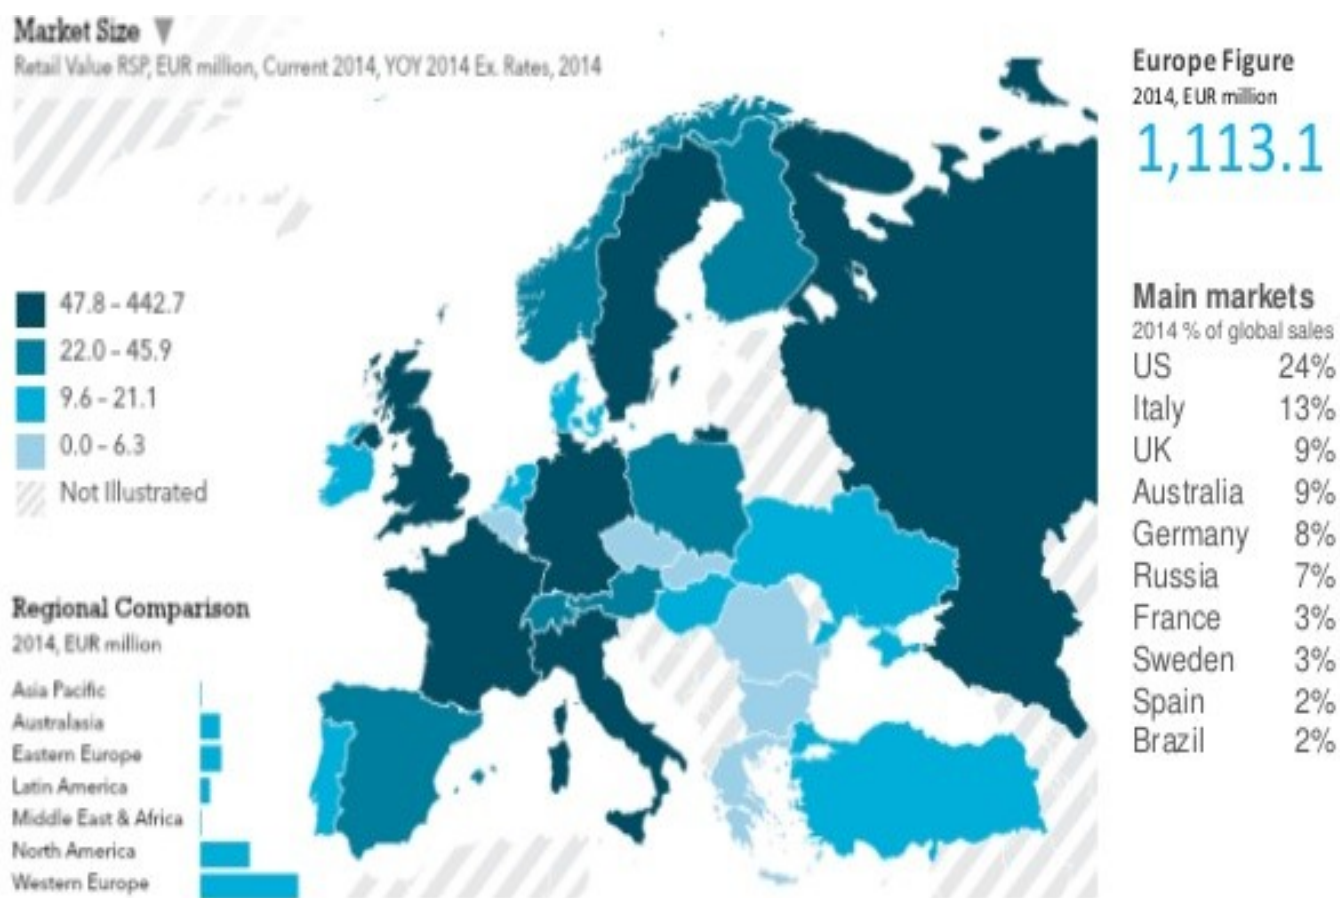 Market Size ▼
Retail Value RSP, EUR million, Current 2014, YOY 2014 Ex. Rates, 2014
47.8 - 442.7
22.0 - 45.9
9.6 - 21.1
0.0 - 6.3
Not Illustrated
Regional Comparison
2014, EUR million
Asia Pacific
Australasia
Eastern Europe
Latin America
Middle East & Africa
North America
Western Europe
Europe Figure
2014, EUR million
1,113.1
Main markets
2014 % of global sales
US 24%
Italy 13%
UK 9%
Australia 9%
Germany 8%
Russia 7%
France 3%
Sweden 3%
Spain 2%
Brazil 2%